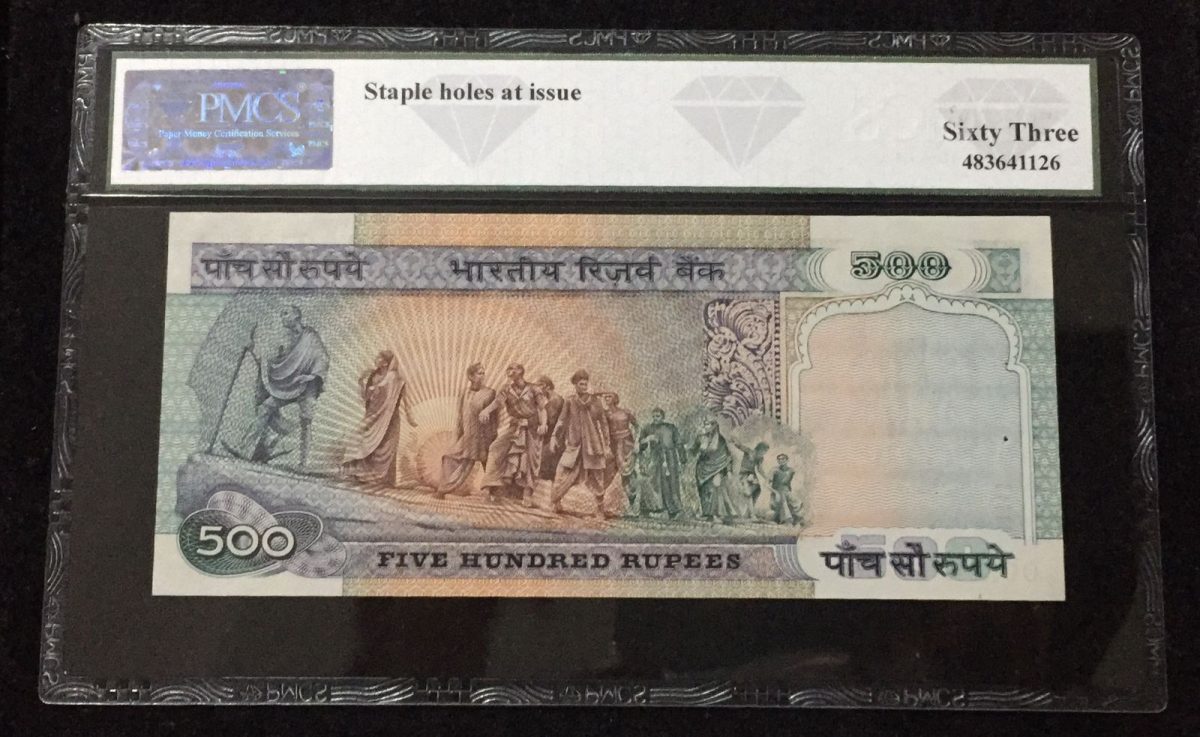 PMCS
Paper Money Certification Services
PMCS
Staple holes at issue
Sixty Three
483641126
पाँच सौ रुपये भारतीय रिज़र्व बैंक 500
500
FIVE HUNDRED RUPEES
पाँच सौ रुपये